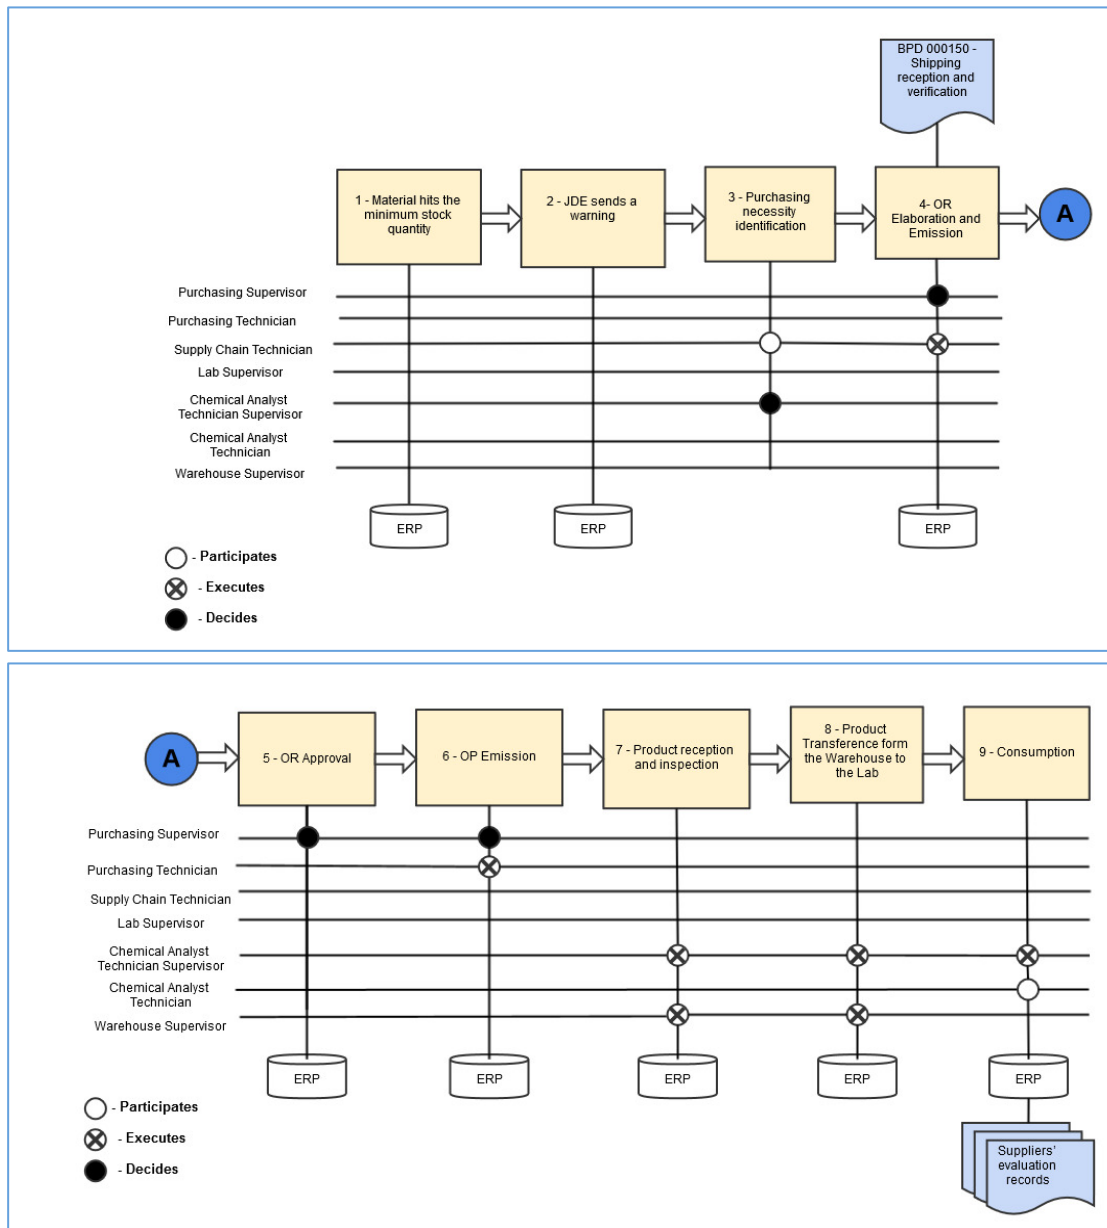 BPD 000150 -
Shipping
reception and
verification
1 - Material hits the
minimum stock
quantity
2 - JDE sends a
warning
3 - Purchasing
necessity
identification
4- OR
Elaboration and
Emission
A
Purchasing Supervisor
Purchasing Technician
Supply Chain Technician
Lab Supervisor
Chemical Analyst
Technician Supervisor
Chemical Analyst
Technician
Warehouse Supervisor
ERP
ERP
ERP
- Participates
- Executes
- Decides
A
5 - OR Approval
6 - OP Emission
7 - Product reception
and inspection
8 - Product
Transference form
the Warehouse to
the Lab
9 - Consumption
Purchasing Supervisor
Purchasing Technician
Supply Chain Technician
Lab Supervisor
Chemical Analyst
Technician Supervisor
Chemical Analyst
Technician
Warehouse Supervisor
ERP
ERP
ERP
ERP
ERP
- Participates
- Executes
- Decides
Suppliers'
evaluation
records